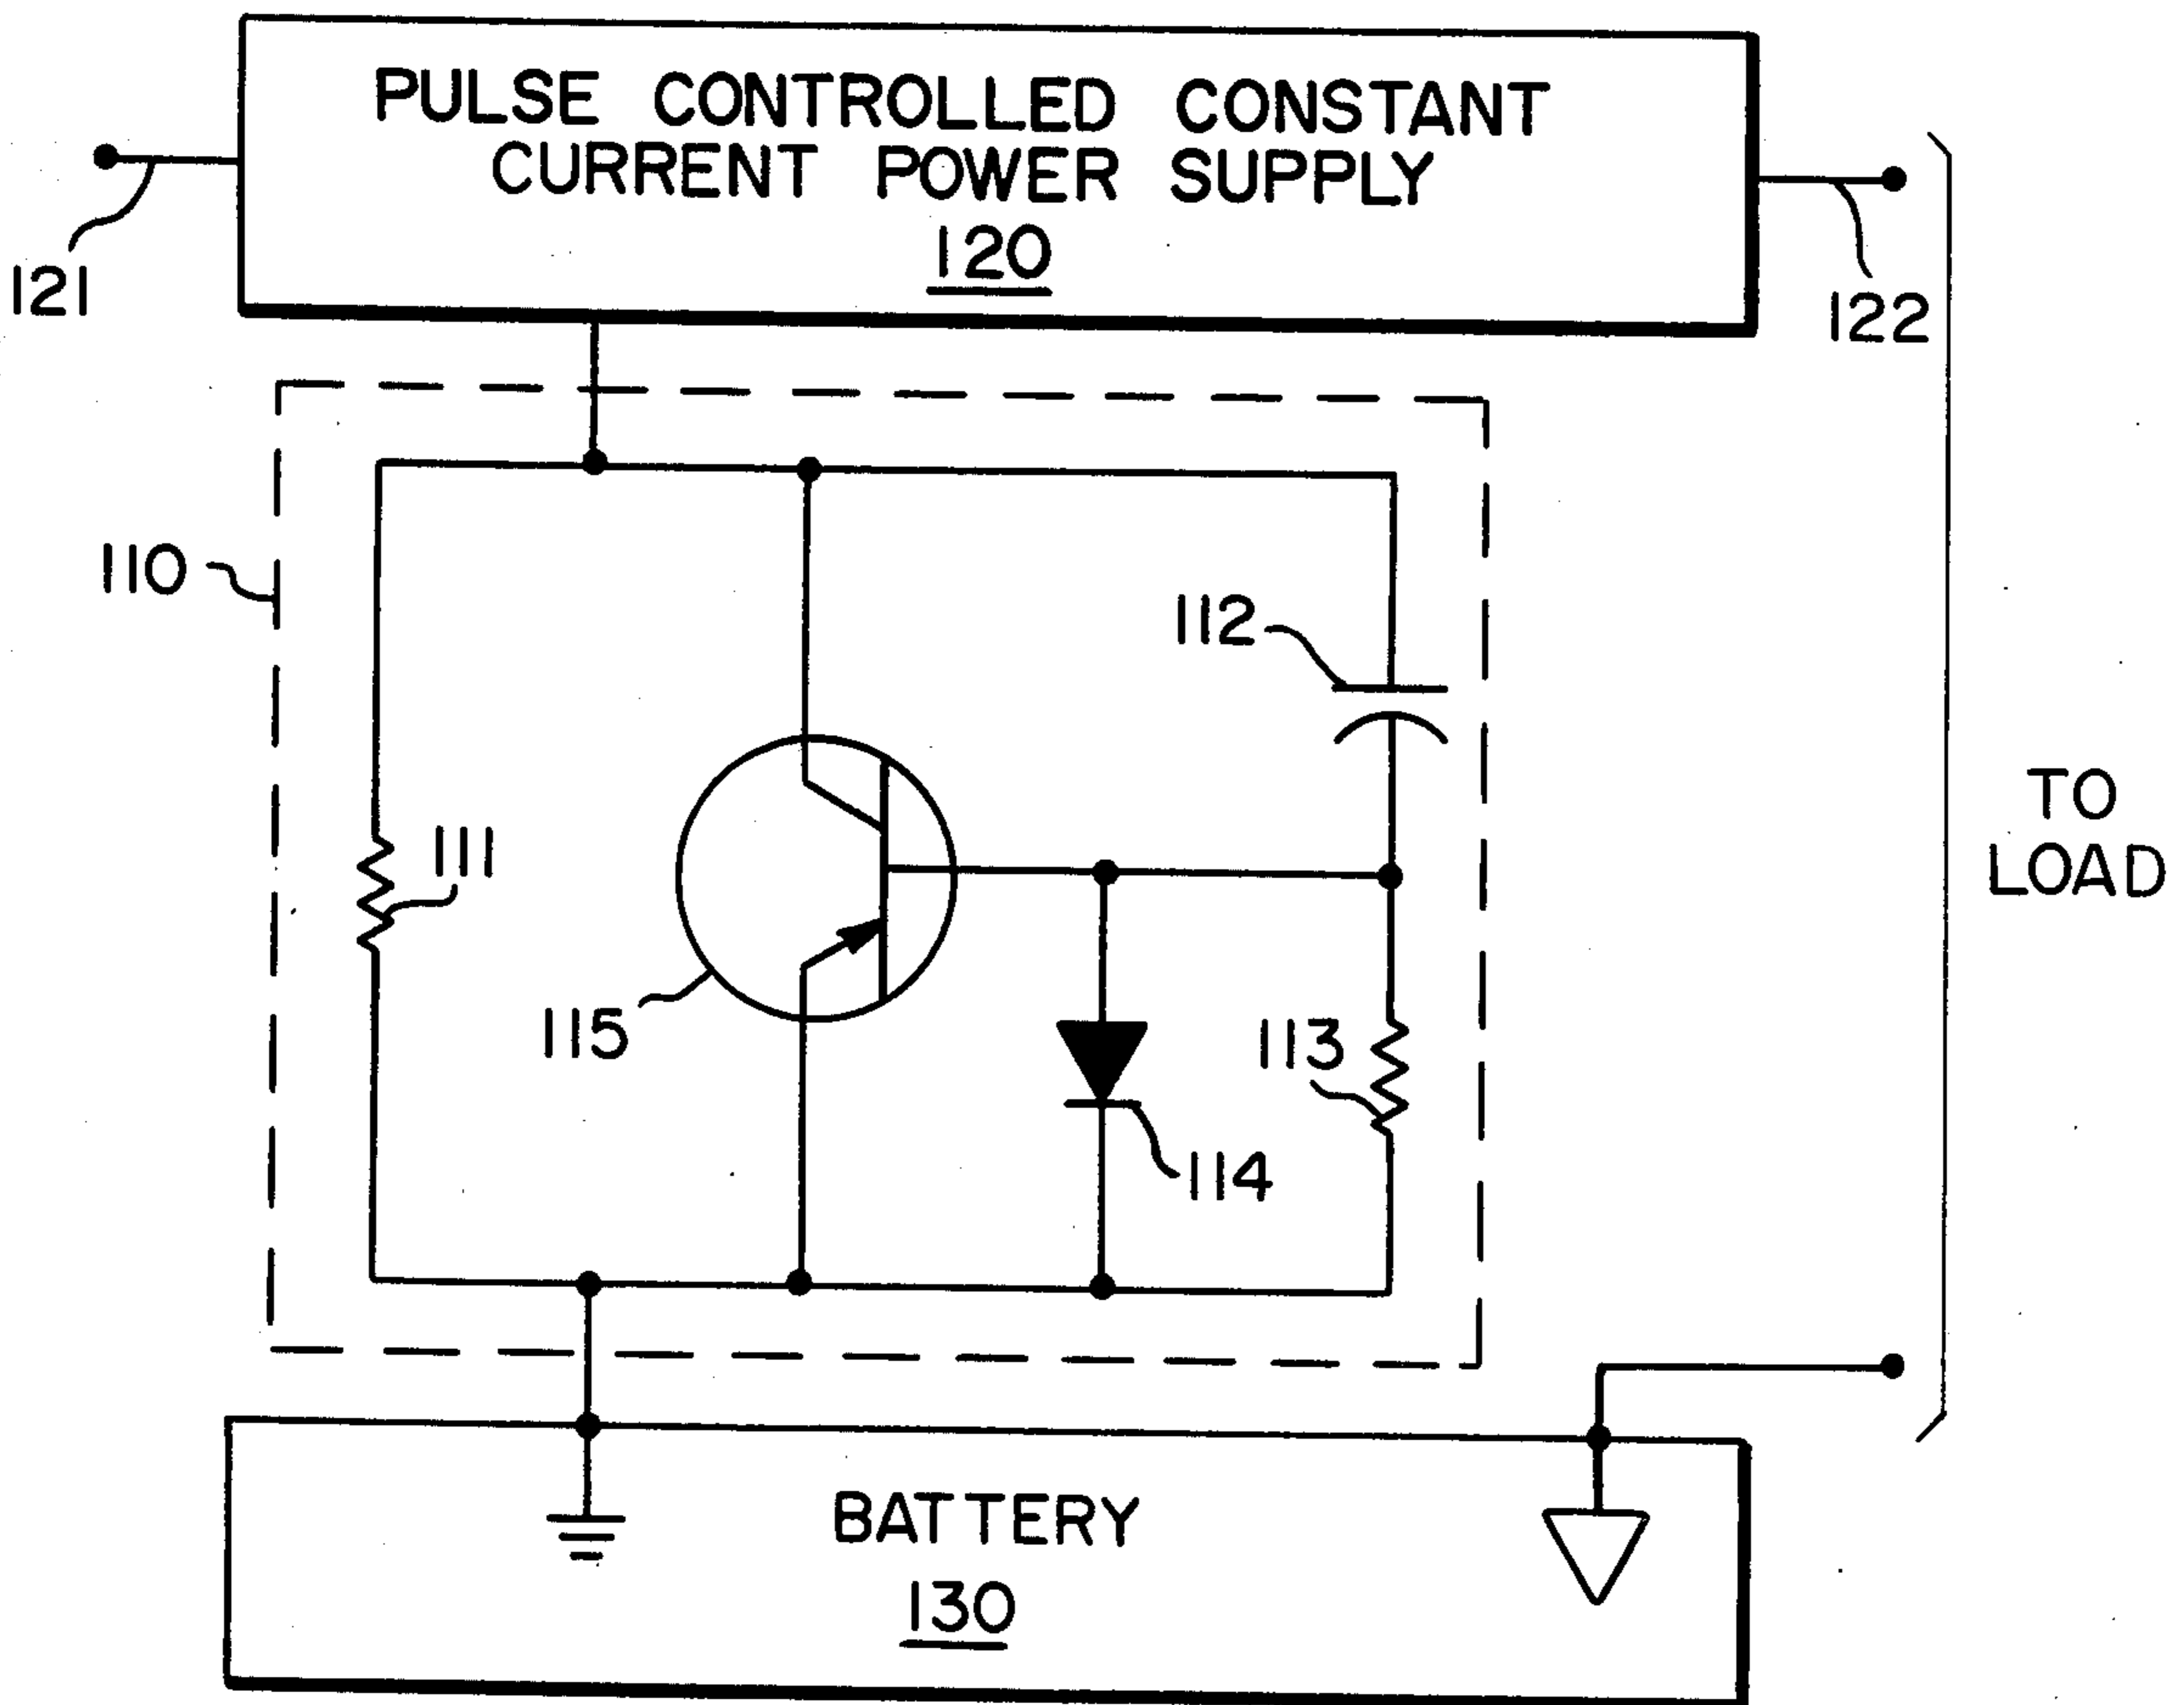 PULSE CONTROLLED CONSTANT
CURRENT POWER SUPPLY
120
121
122
110
112
111
115
113
114
TO
LOAD
BATTERY
130